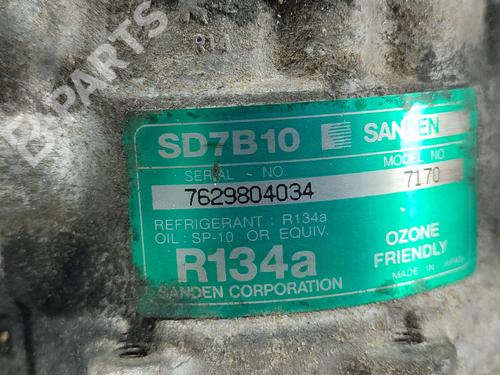 B-PARTS
SD7B10 SANDEN
SERIAL NO. MODEL NO
7629804034 7170
REFRIGERANT : R134a
OIL : SP-10 OR EQUIV.
OZONE
FRIENDLY
R134a
MADE IN JAPAN
SANDEN CORPORATION